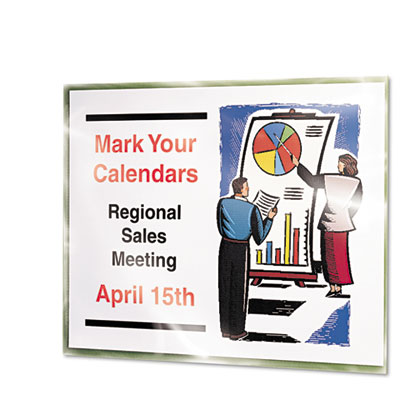 Mark Your
Calendars
Regional
Sales
Meeting
April 15th